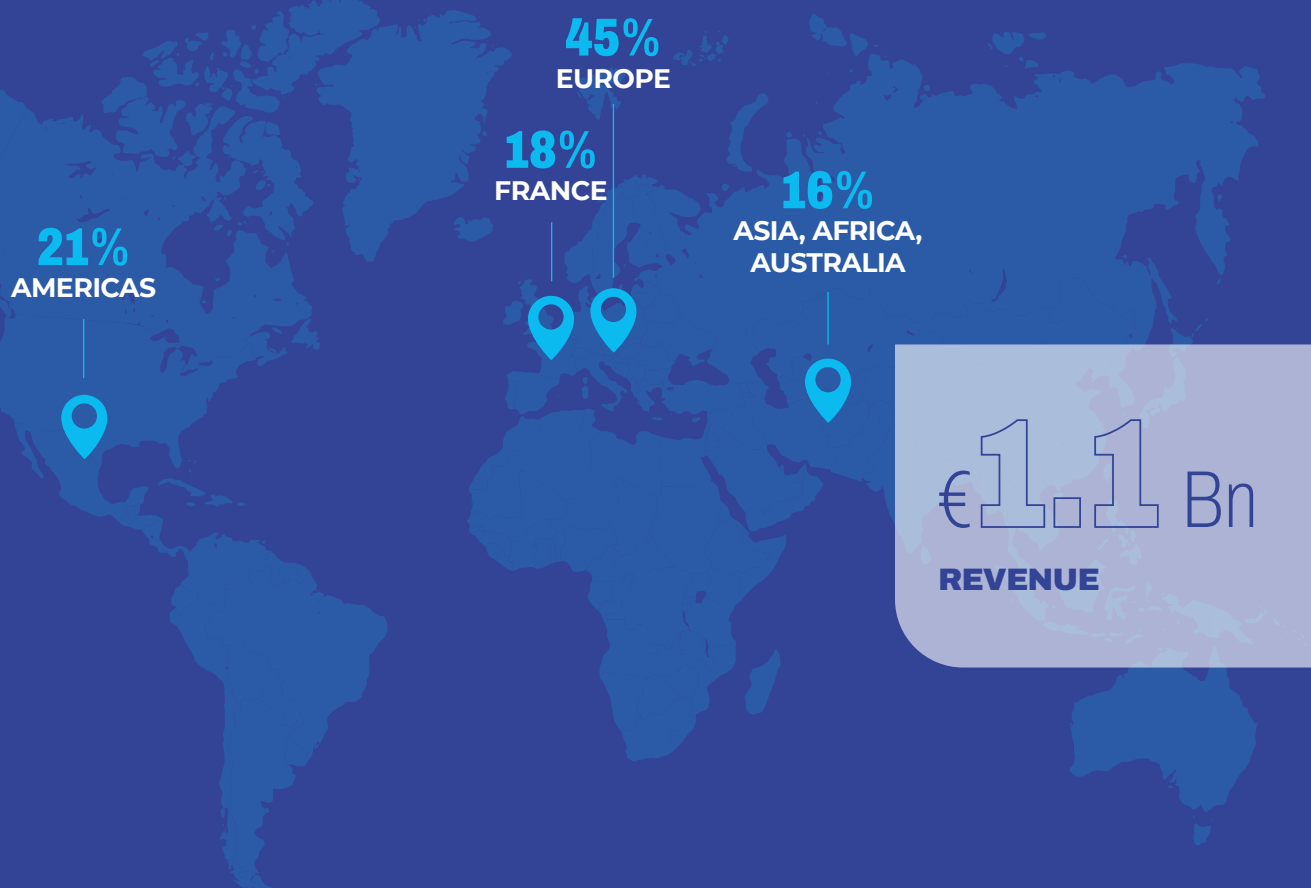 45%
EUROPE
18%
FRANCE
16%
ASIA, AFRICA,
AUSTRALIA
21%
AMERICAS
€1.1 Bn
REVENUE